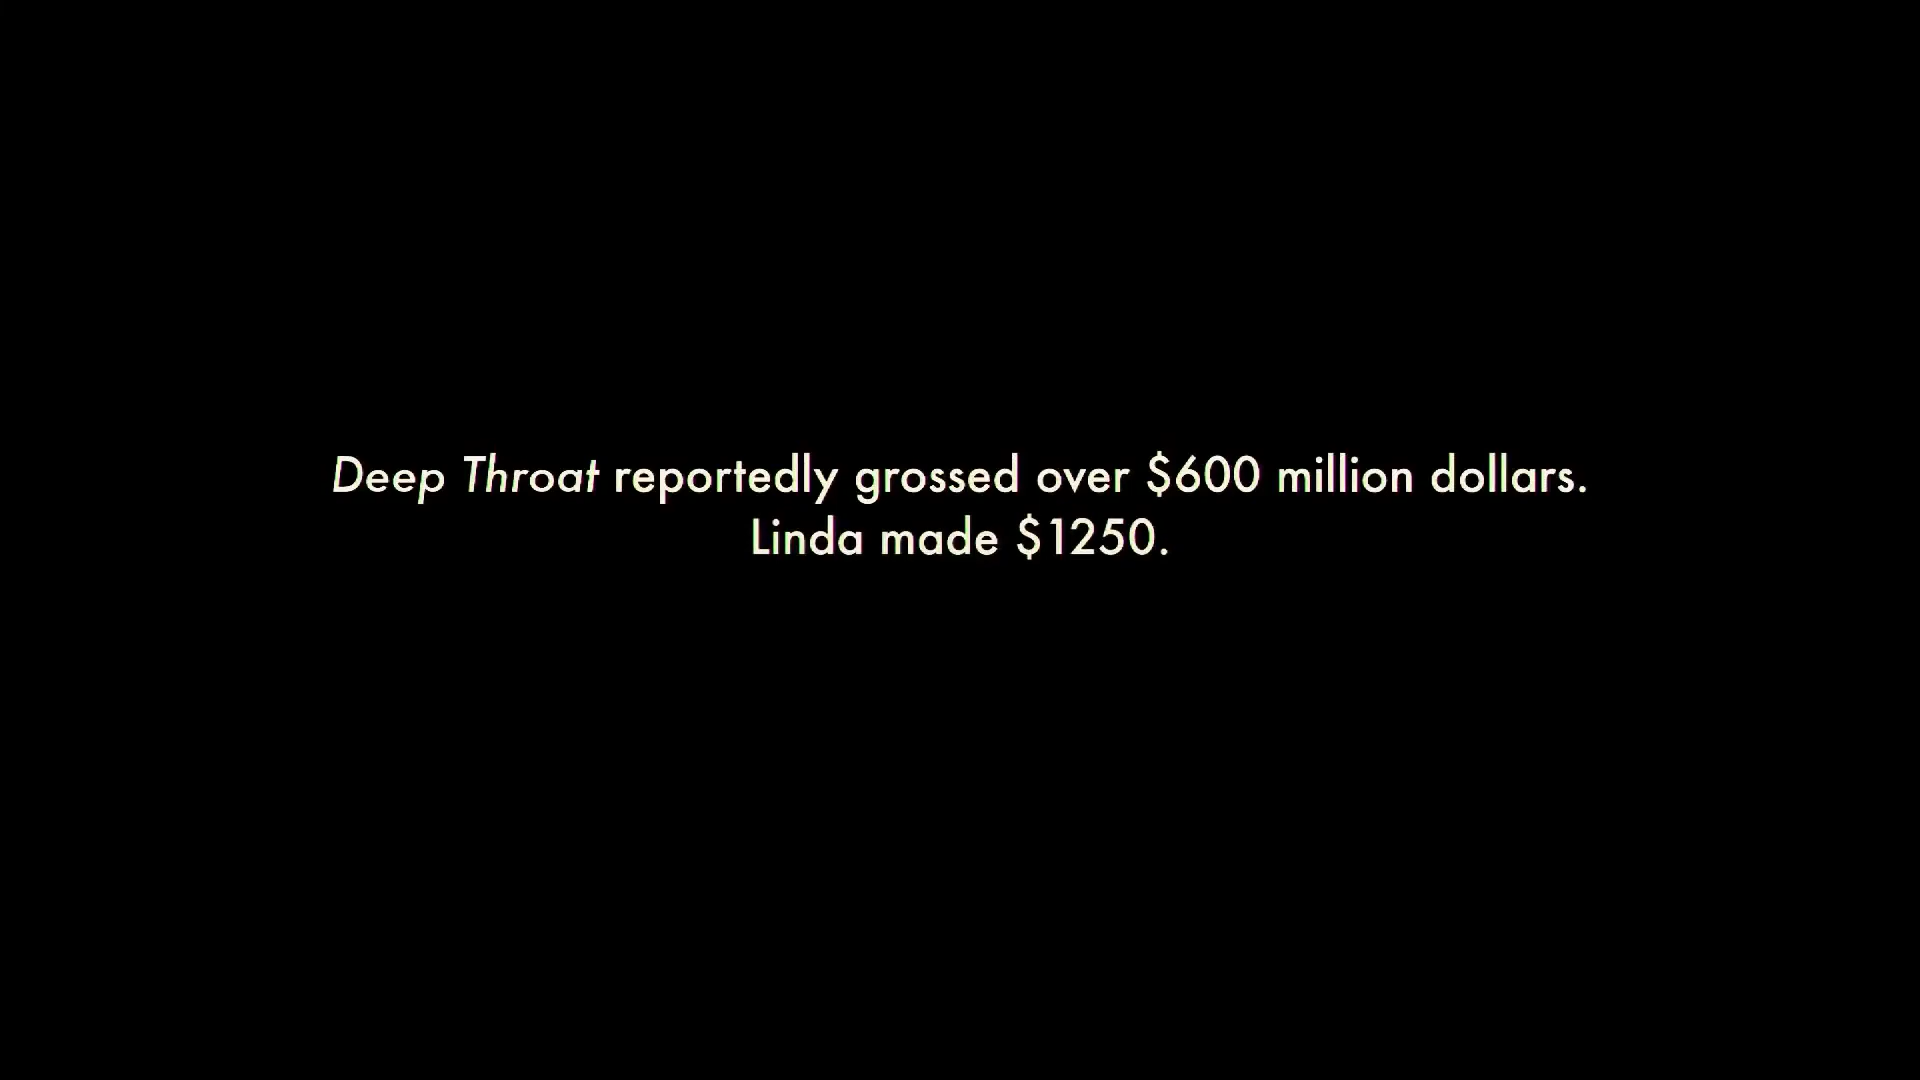 Deep Throat reportedly grossed over $600 million dollars.
Linda made $1250.